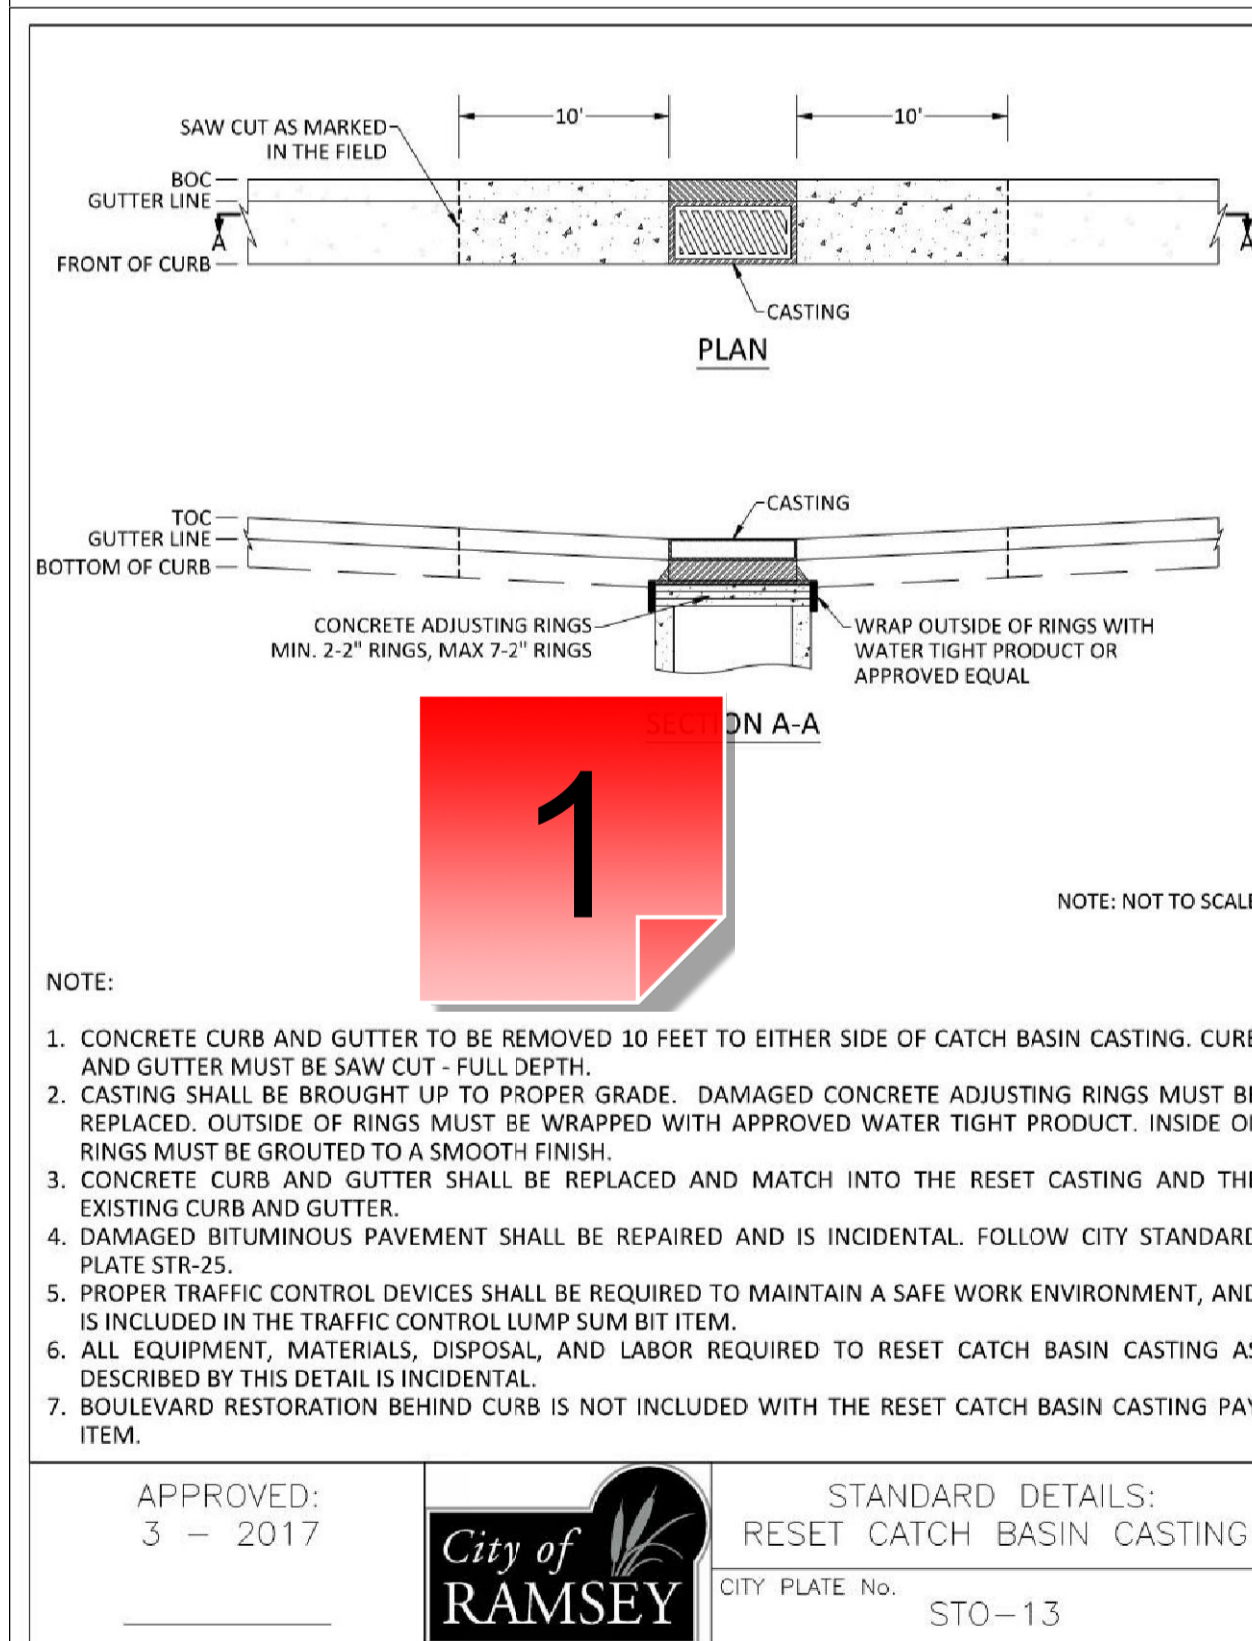 10'
10'
SAW CUT AS MARKED
IN THE FIELD
BOC
GUTTER LINE
A
A
FRONT OF CURB
CASTING
PLAN
CASTING
TOC
GUTTER LINE
BOTTOM OF CURB
CONCRETE ADJUSTING RINGS
MIN. 2-2" RINGS, MAX 7-2" RINGS
WRAP OUTSIDE OF RINGS WITH
WATER TIGHT PRODUCT OR
APPROVED EQUAL
SECTION A-A
1
NOTE: NOT TO SCALE
NOTE:
1. CONCRETE CURB AND GUTTER TO BE REMOVED 10 FEET TO EITHER SIDE OF CATCH BASIN CASTING. CURB
AND GUTTER MUST BE SAW CUT - FULL DEPTH.
2. CASTING SHALL BE BROUGHT UP TO PROPER GRADE. DAMAGED CONCRETE ADJUSTING RINGS MUST BE
REPLACED. OUTSIDE OF RINGS MUST BE WRAPPED WITH APPROVED WATER TIGHT PRODUCT. INSIDE OF
RINGS MUST BE GROUTED TO A SMOOTH FINISH.
3. CONCRETE CURB AND GUTTER SHALL BE REPLACED AND MATCH INTO THE RESET CASTING AND THE
EXISTING CURB AND GUTTER.
4. DAMAGED BITUMINOUS PAVEMENT SHALL BE REPAIRED AND IS INCIDENTAL. FOLLOW CITY STANDARD
PLATE STR-25.
5. PROPER TRAFFIC CONTROL DEVICES SHALL BE REQUIRED TO MAINTAIN A SAFE WORK ENVIRONMENT, AND
IS INCLUDED IN THE TRAFFIC CONTROL LUMP SUM BIT ITEM.
6. ALL EQUIPMENT, MATERIALS, DISPOSAL, AND LABOR REQUIRED TO RESET CATCH BASIN CASTING AS
DESCRIBED BY THIS DETAIL IS INCIDENTAL.
7. BOULEVARD RESTORATION BEHIND CURB IS NOT INCLUDED WITH THE RESET CATCH BASIN CASTING PAY
ITEM.
APPROVED:
3 - 2017
City of
RAMSEY
STANDARD DETAILS:
RESET CATCH BASIN CASTING
CITY PLATE No.
STO-13